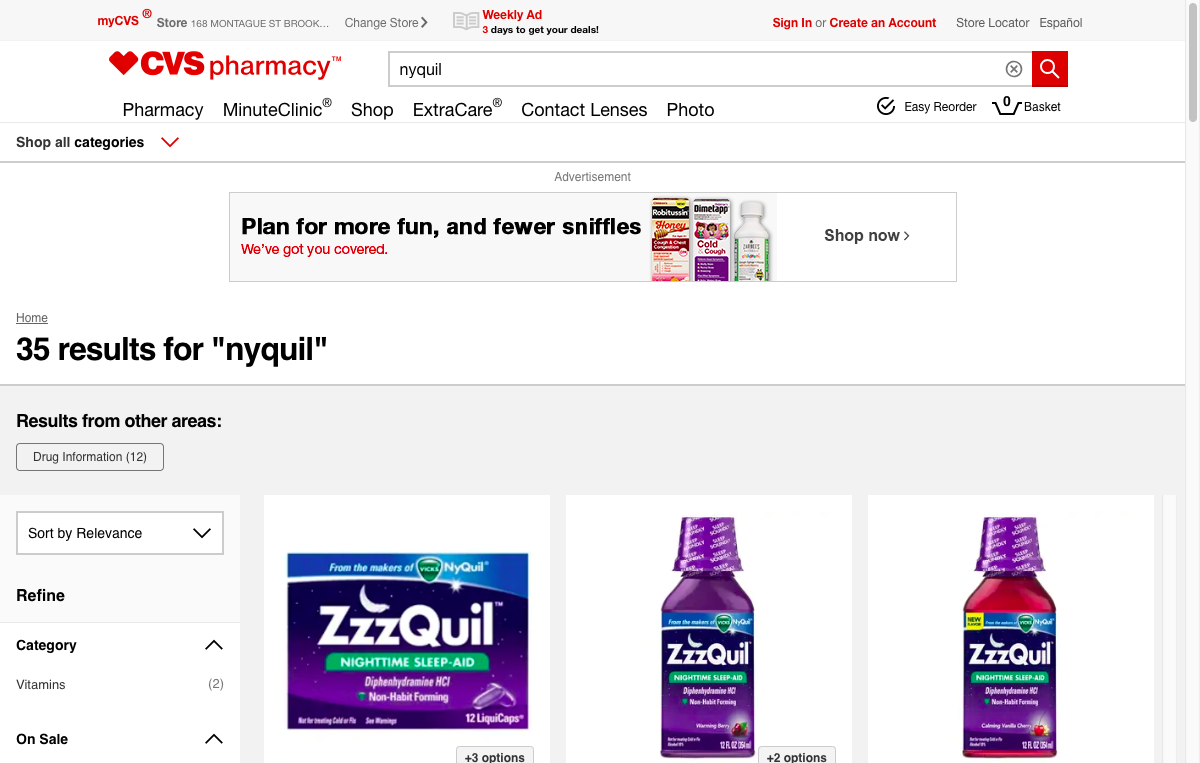 myCVS® Store 168 MONTAGUE ST BROOK... Change Store
Weekly Ad
3 days to get your deals!
Sign In or Create an Account Store Locator Español
CVS pharmacy™
nyquil
Pharmacy MinuteClinic® Shop ExtraCare® Contact Lenses Photo
Easy Reorder 0 Basket
Shop all categories
Advertisement
Plan for more fun, and fewer sniffles
We've got you covered.
Robitussin
Honey
Dimetapp
Cold
Cough
Shop now
Home
35 results for "nyquil"
Results from other areas:
Drug Information (12)
Sort by Relevance
Refine
Category
Vitamins (2)
On Sale
From the makers of VICKS NyQuil®
ZzzQuil™
NIGHTTIME SLEEP-AID
Diphenhydramine HCl
Non-Habit Forming
Not for treating Cold or Flu See Warnings 12 LiquiCaps®
+3 options
SLEEP SOUNDLY
From the makers of VICKS NyQuil
ZzzQuil
NIGHTTIME SLEEP-AID
Diphenhydramine HCl
Non-Habit Forming
Warming Berry
12 FL OZ (354 ml)
+2 options
SLEEP SOUNDLY
NEW FLAVOR From the makers of VICKS NyQuil
ZzzQuil
NIGHTTIME SLEEP-AID
Diphenhydramine HCl
Non-Habit Forming
Calming Vanilla Cherry
12 FL OZ (354 ml)